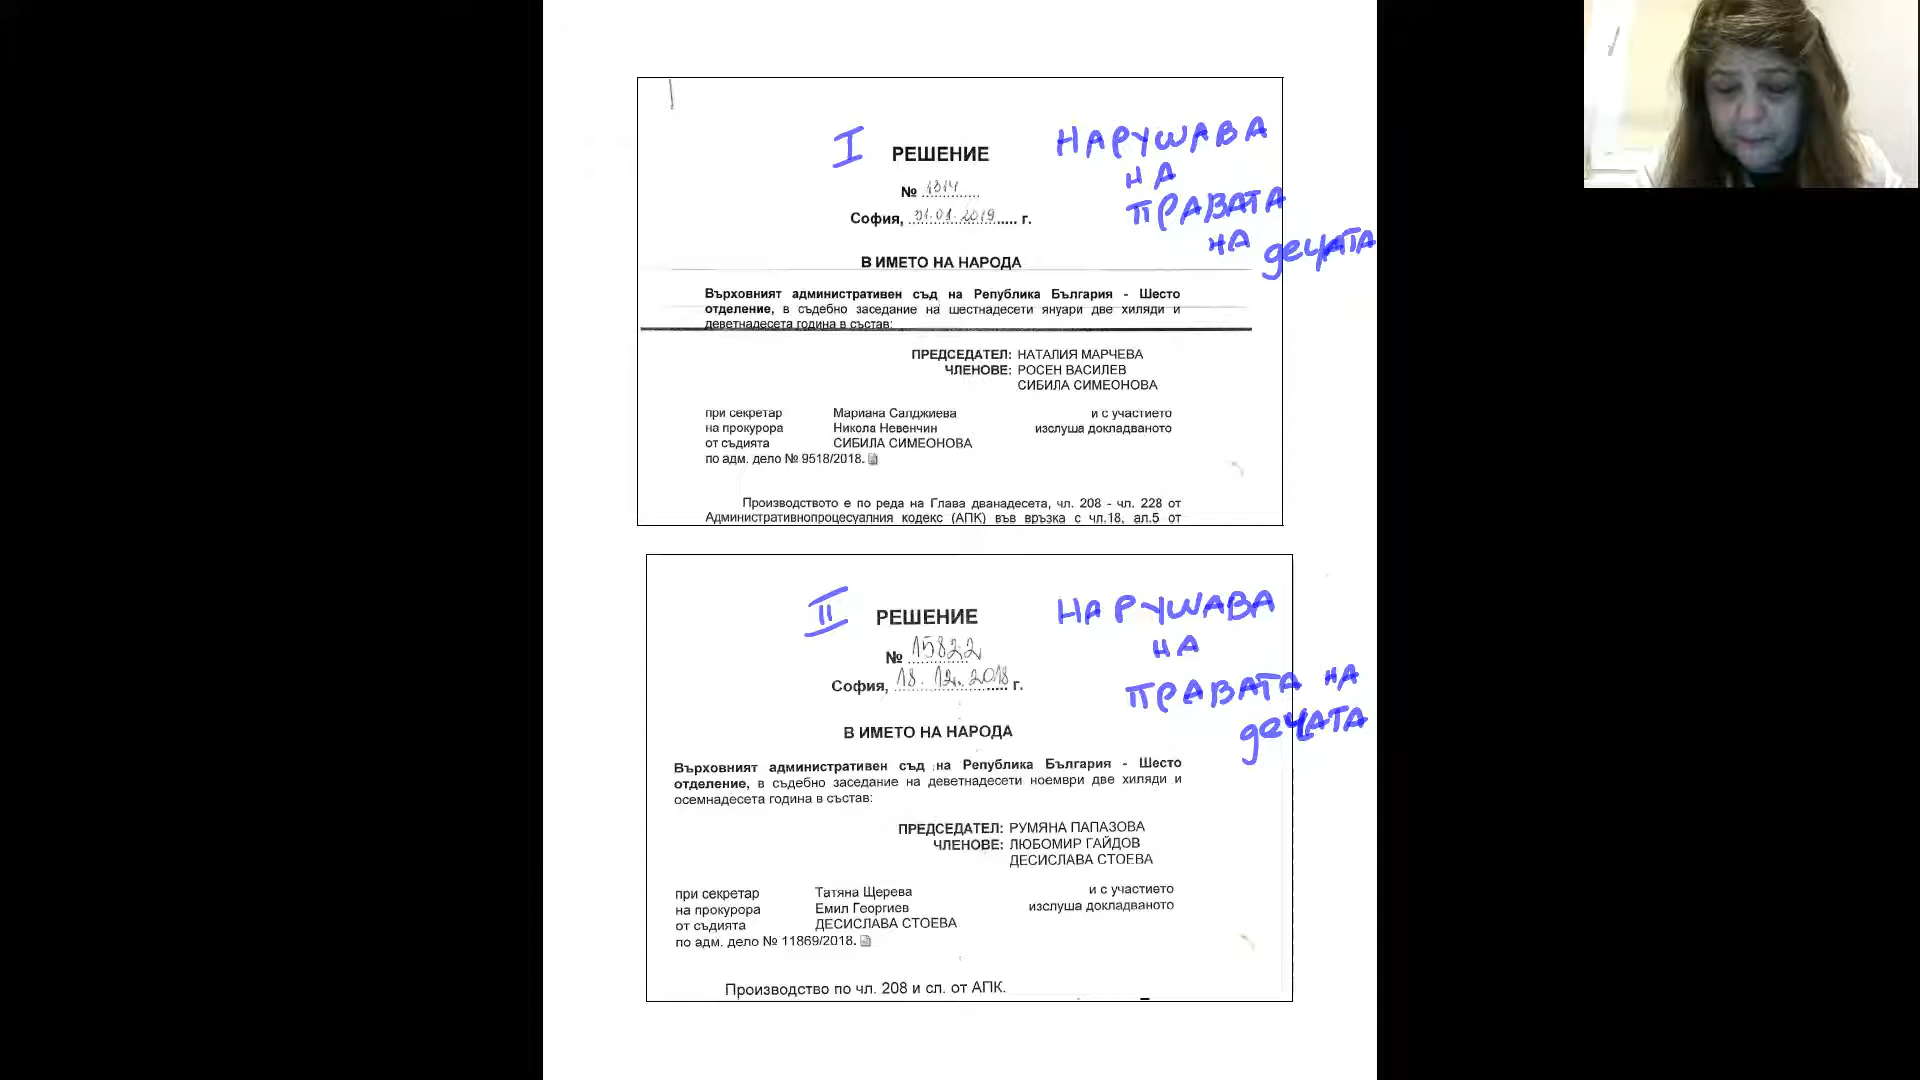 I
РЕШЕНИЕ
№ 1314
София, 31.01.2019 г.
НАРУШАВА
НА
ПРАВАТА
НА децата
В ИМЕТО НА НАРОДА
Върховният административен съд на Република България - Шесто
отделение, в съдебно заседание на шестнадесети януари две хиляди и
деветнадесета година в състав:
ПРЕДСЕДАТЕЛ: НАТАЛИЯ МАРЧЕВА
ЧЛЕНОВЕ: РОСЕН ВАСИЛЕВ
СИБИЛА СИМЕОНОВА
при секретар Мариана Салджиева и с участието
на прокурора Никола Невенчин изслуша докладваното
от съдията СИБИЛА СИМЕОНОВА
по адм. дело № 9518/2018.
Производството е по реда на Глава дванадесета, чл. 208 - чл. 228 от
Административнопроцесуалния кодекс (АПК) във връзка с чл.18, ал.5 от
II
РЕШЕНИЕ
№ 15822
София, 18.12.2018 г.
НАРУШАВА
НА
ПРАВАТА НА
децата
В ИМЕТО НА НАРОДА
Върховният административен съд на Република България - Шесто
отделение, в съдебно заседание на деветнадесети ноември две хиляди и
осемнадесета година в състав:
ПРЕДСЕДАТЕЛ: РУМЯНА ПАПАЗОВА
ЧЛЕНОВЕ: ЛЮБОМИР ГАЙДОВ
ДЕСИСЛАВА СТОЕВА
при секретар Татяна Щерева и с участието
на прокурора Емил Георгиев изслуша докладваното
от съдията ДЕСИСЛАВА СТОЕВА
по адм. дело № 11869/2018.
Производство по чл. 208 и сл. от АПК.